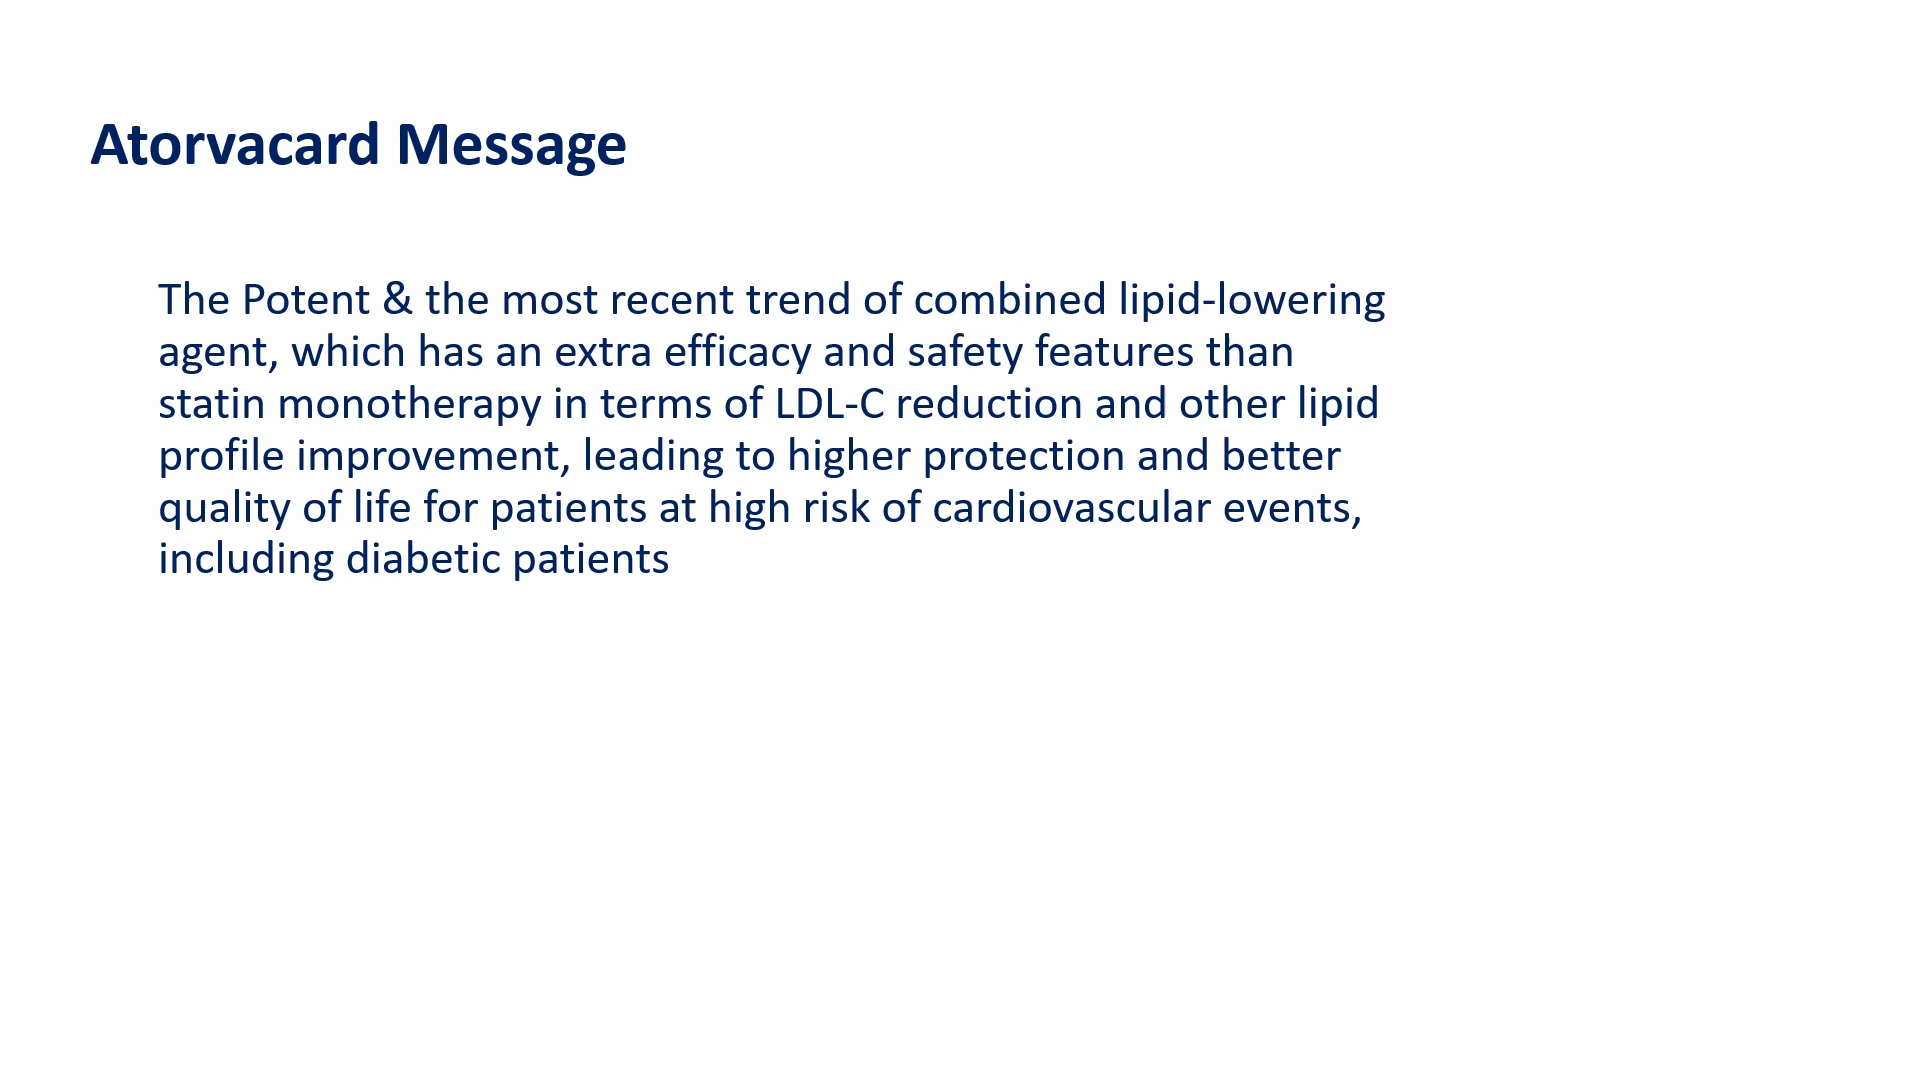 Atorvacard Message
The Potent & the most recent trend of combined lipid-lowering
agent, which has an extra efficacy and safety features than
statin monotherapy in terms of LDL-C reduction and other lipid
profile improvement, leading to higher protection and better
quality of life for patients at high risk of cardiovascular events,
including diabetic patients